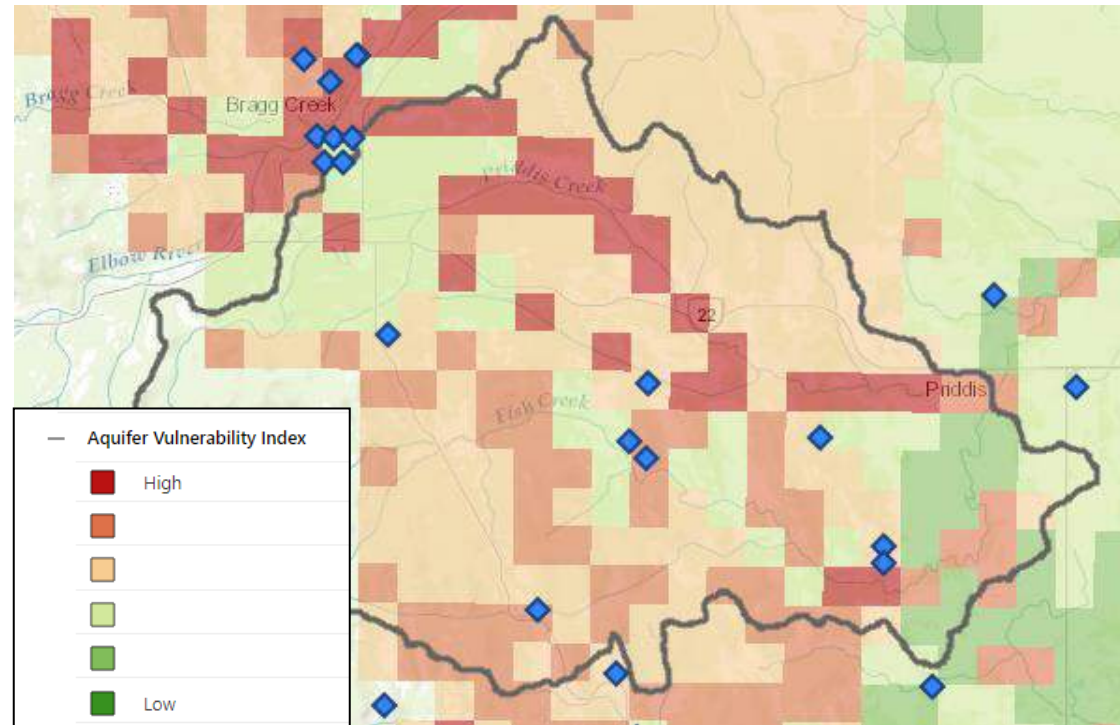 Bragg Creek
Bragg Creek
Priddis Creek
Elbow River
22
Priddis
Fish Creek
Aquifer Vulnerability Index
High
Low